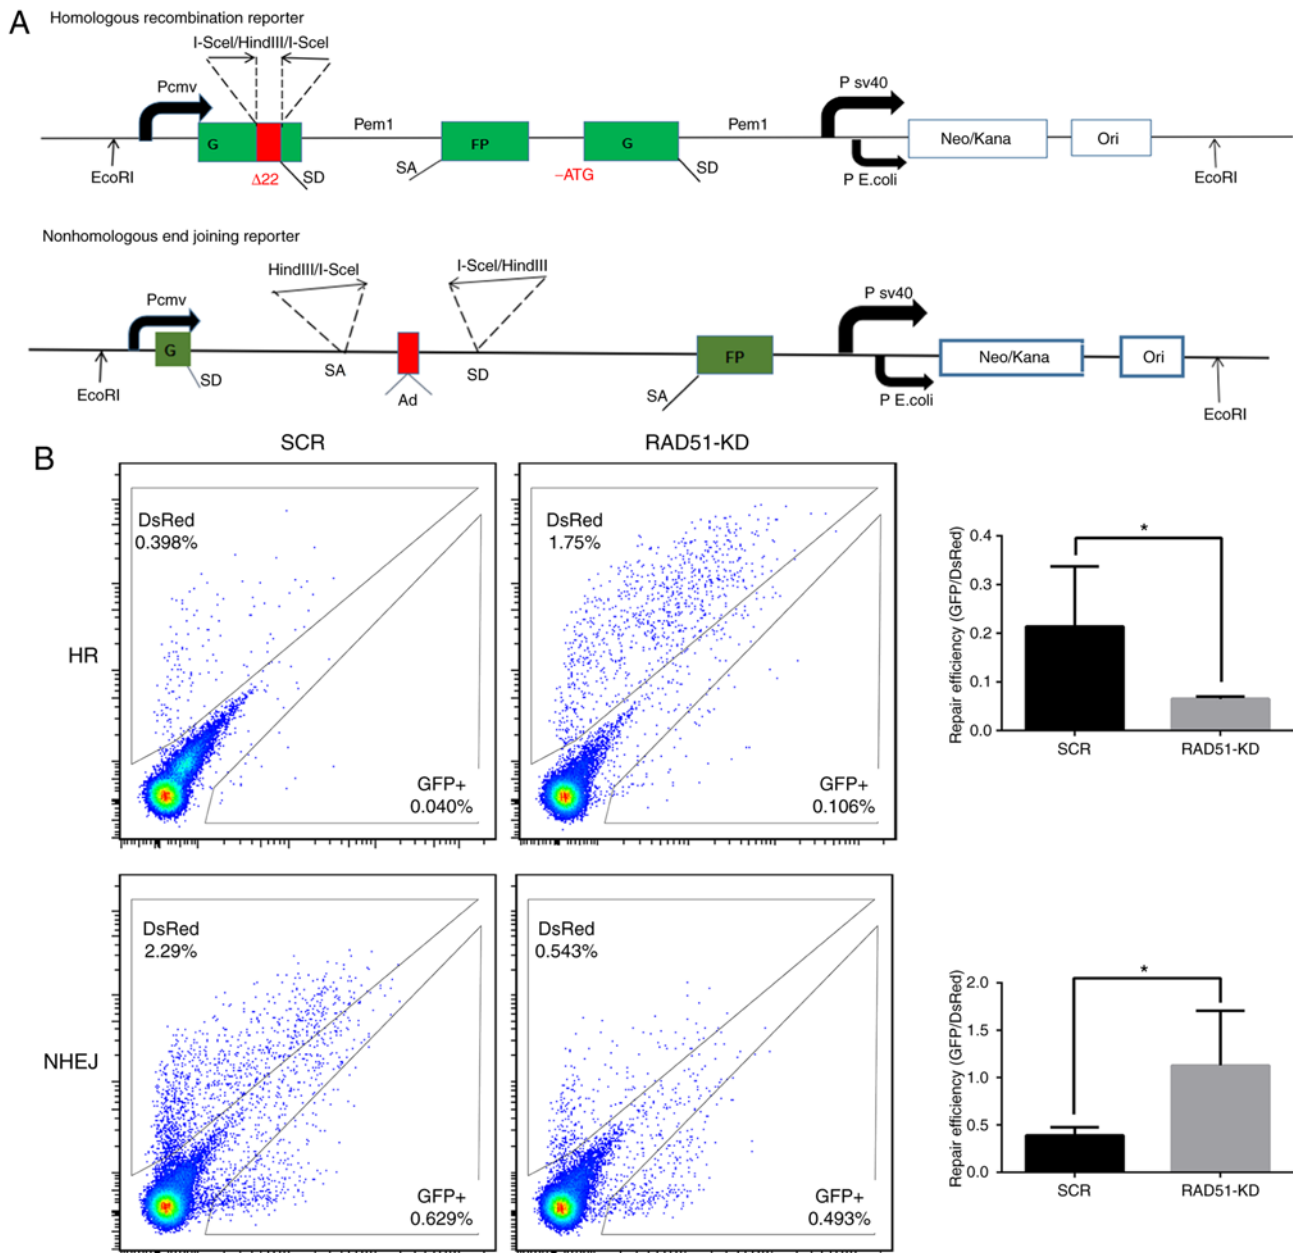 A
Homologous recombination reporter
I-SceI/HindIII/I-SceI
Pcmv
P sv40
Pem1
Pem1
G
FP
G
Neo/Kana
Ori
EcoRI
Δ22
SD
SA
–ATG
SD
P E.coli
EcoRI
Nonhomologous end joining reporter
HindIII/I-SceI
I-SceI/HindIII
Pcmv
P sv40
G
FP
Neo/Kana
Ori
EcoRI
SD
SA
Ad
SD
SA
P E.coli
EcoRI
B
SCR
RAD51-KD
HR
DsRed
0.398%
GFP+
0.040%
DsRed
1.75%
GFP+
0.106%
Repair efficiency (GFP/DsRed)
0.4
0.3
0.2
0.1
0.0
*
SCR
RAD51-KD
NHEJ
DsRed
2.29%
GFP+
0.629%
DsRed
0.543%
GFP+
0.493%
Repair efficiency (GFP/DsRed)
2.0
1.5
1.0
0.5
0.0
*
SCR
RAD51-KD